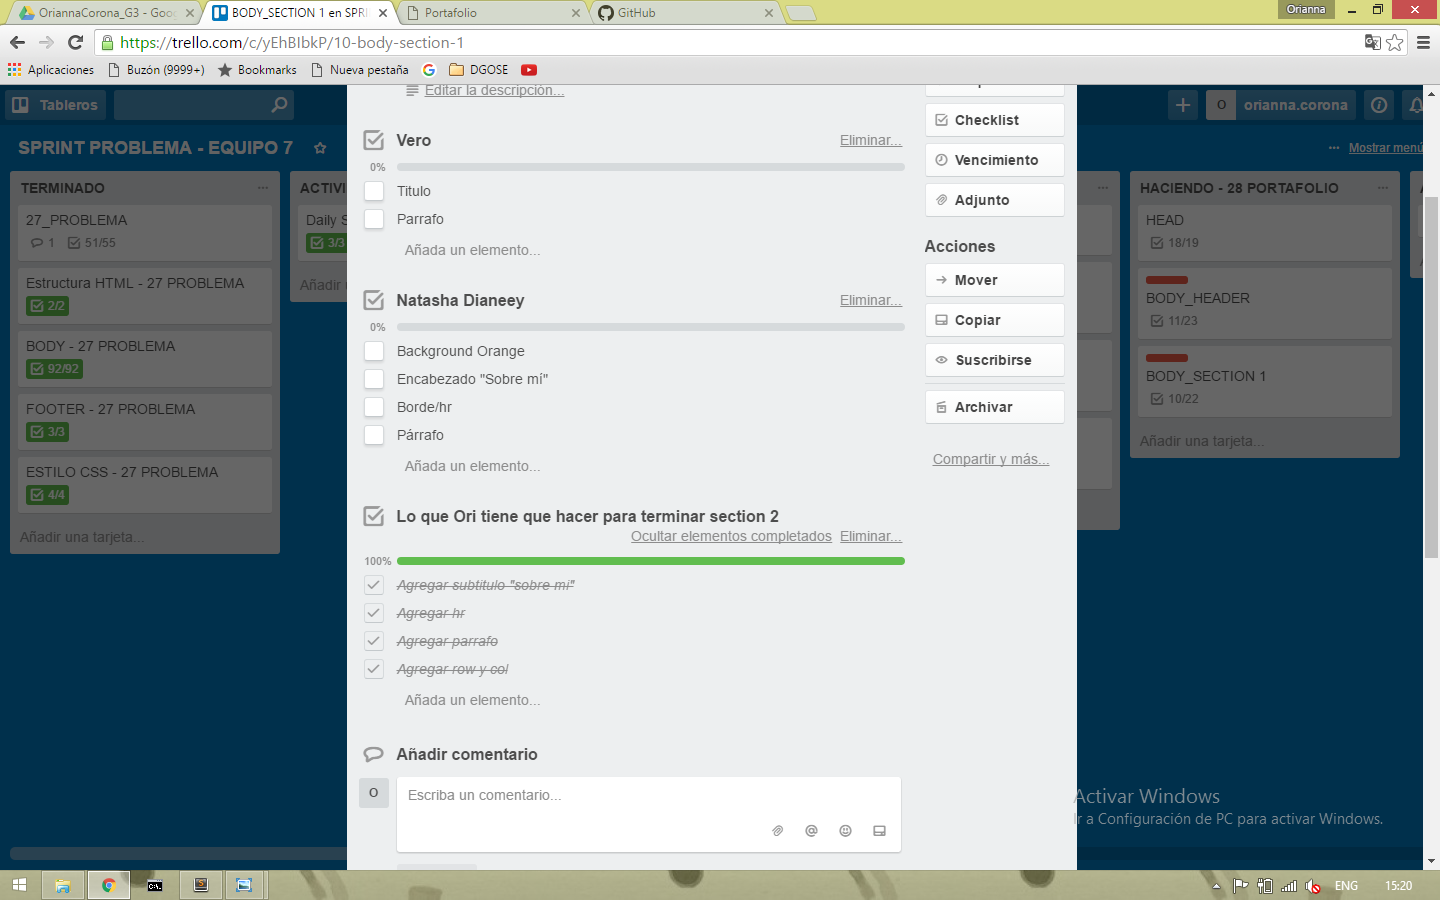 OriannaCorona_G3 - Goo
BODY_SECTION 1 en SPRI
Portafolio
GitHub
Orianna
https://trello.com/c/yEhBIbkP/10-body-section-1
Aplicaciones
Buzón (9999+)
Bookmarks
Nueva pestaña
DGOSE
Tableros
O
orianna.corona
SPRINT PROBLEMA - EQUIPO 7
Mostrar menú
TERMINADO
27_PROBLEMA
1
51/55
Estructura HTML - 27 PROBLEMA
2/2
BODY - 27 PROBLEMA
92/92
FOOTER - 27 PROBLEMA
3/3
ESTILO CSS - 27 PROBLEMA
4/4
Añadir una tarjeta...
ACTIVI
Daily S
3/3
Añadir u
Editar la descripción...
Vero
Eliminar...
0%
Titulo
Parrafo
Añada un elemento...
Natasha Dianeey
Eliminar...
0%
Background Orange
Encabezado "Sobre mí"
Borde/hr
Párrafo
Añada un elemento...
Lo que Ori tiene que hacer para terminar section 2
Ocultar elementos completados Eliminar...
100%
Agregar subtitulo "sobre mi"
Agregar hr
Agregar parrafo
Agregar row y col
Añada un elemento...
Añadir comentario
O
Escriba un comentario...
Checklist
Vencimiento
Adjunto
Acciones
Mover
Copiar
Suscribirse
Archivar
Compartir y más...
HACIENDO - 28 PORTAFOLIO
HEAD
18/19
BODY_HEADER
11/23
BODY_SECTION 1
10/22
Añadir una tarjeta...
Activar Windows
Ir a Configuración de PC para activar Windows.
ENG
15:20